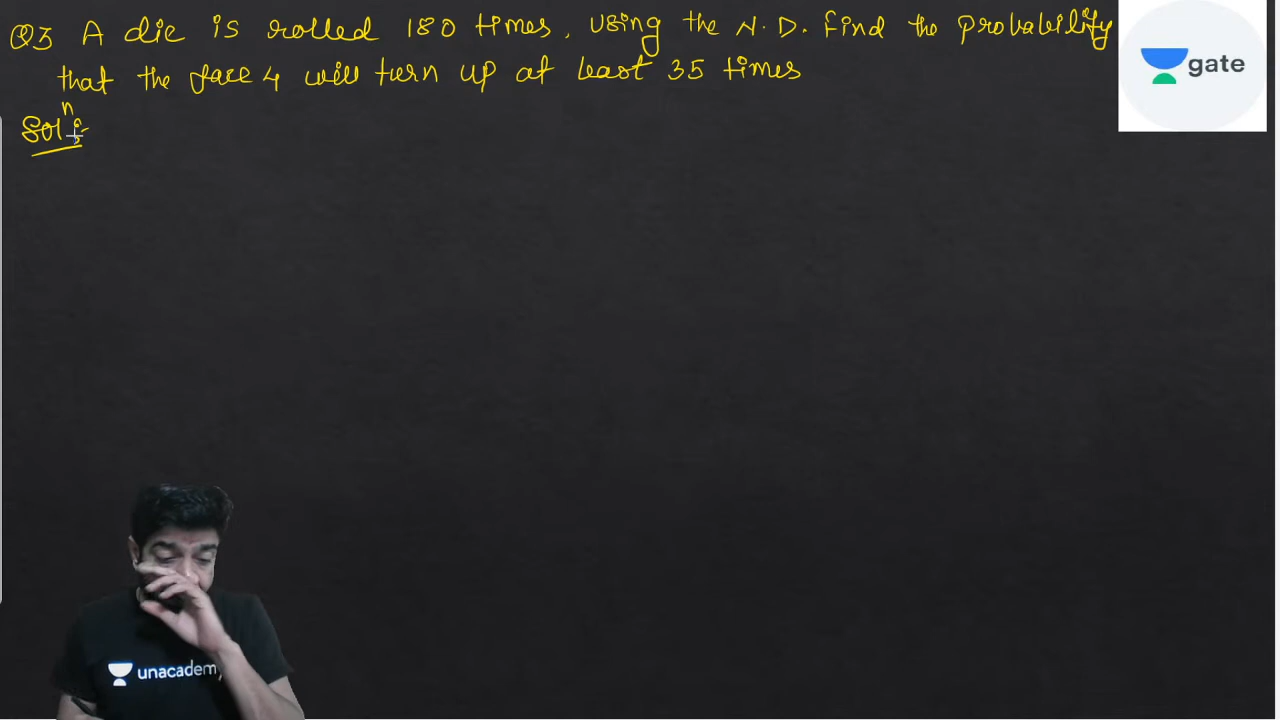 Q3 A die is rolled 180 times, using the N.D. find the probability
that the face 4 will turn up at least 35 times
Solⁿ:-
gate
unacademy